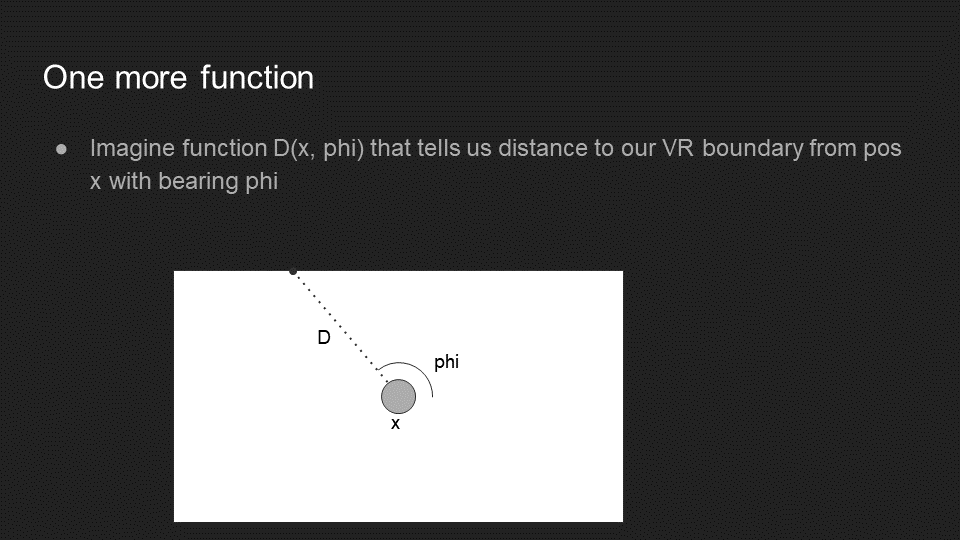 One more function
● Imagine function D(x, phi) that tells us distance to our VR boundary from pos
x with bearing phi
D
phi
x